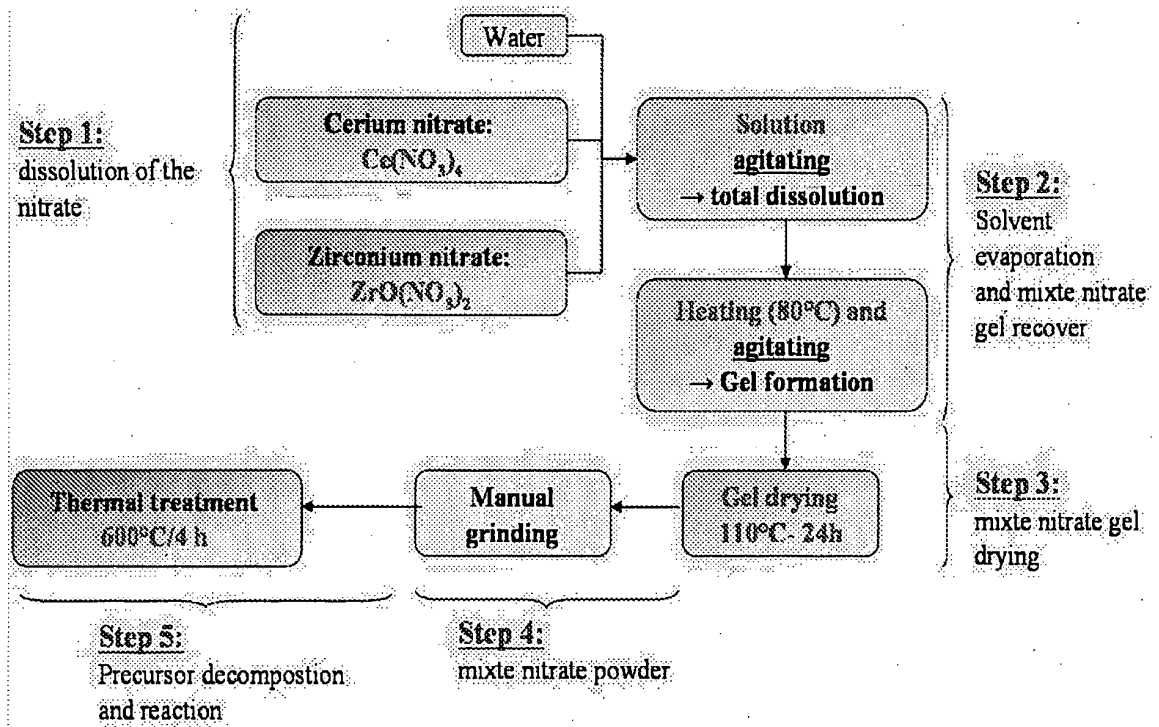 Water
Step 1:
dissolution of the
nitrate
Cerium nitrate:
Ce(NO₃)₄
Zirconium nitrate:
ZrO(NO₃)₂
Solution
agitating
→ total dissolution
Heating (80°C) and
agitating
→ Gel formation
Step 2:
Solvent
evaporation
and mixte nitrate
gel recover
Gel drying
110°C- 24h
Step 3:
mixte nitrate gel
drying
Manual
grinding
Step 4:
mixte nitrate powder
Thermal treatment
600°C/4 h
Step 5:
Precursor decompostion
and reaction